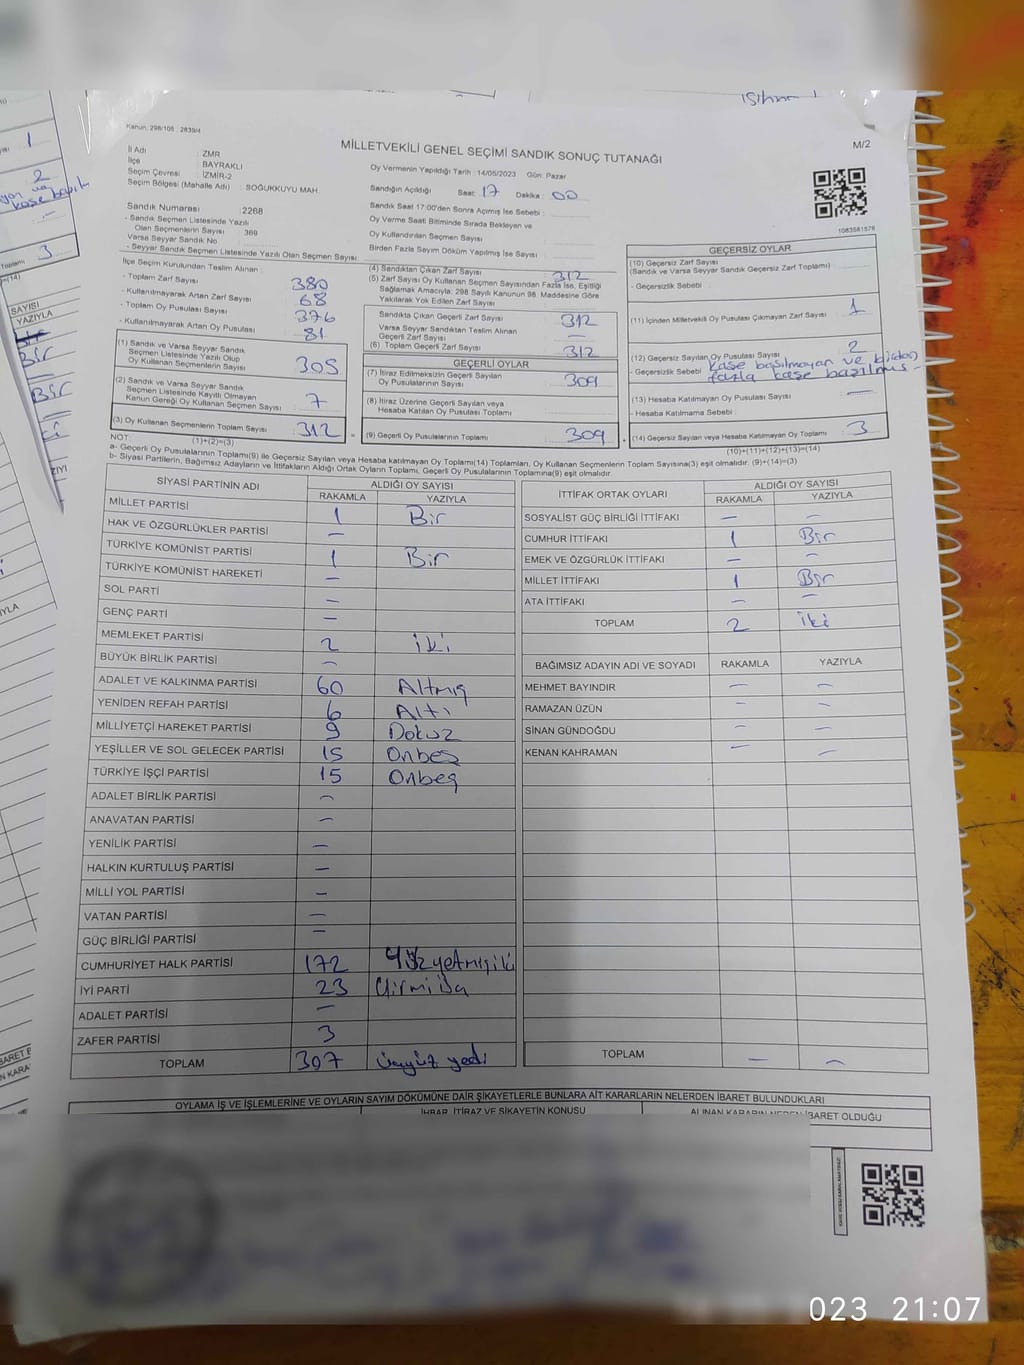 işhan
Kanun: 298/105 : 2839/4
MİLLETVEKİLİ GENEL SEÇİMİ SANDIK SONUÇ TUTANAĞI
M/2
İl Adı : ZMR
İlçe : BAYRAKLI
Seçim Çevresi : İZMİR-2
Seçim Bölgesi (Mahalle Adı) : SOĞUKKUYU MAH.
Oy Vermenin Yapıldığı Tarih : 14/05/2023 Gün: Pazar
Sandığın Açıldığı Saat: 17 Dakika : 00
Sandık Numarası : 2268
- Sandık Seçmen Listesinde Yazılı
Olan Seçmenlerin Sayısı : 369
Varsa Seyyar Sandık No
- Seyyar Sandık Seçmen Listesinde Yazılı Olan Seçmen Sayısı:
Sandık Saat 17:00'den Sonra Açımış İse Sebebi :
Oy Verme Saati Bitiminde Sırada Bekleyen ve
Oy Kullandırılan Seçmen Sayısı
Birden Fazla Sayım Döküm Yapılmış İse Sayısı
1083581578
İlçe Seçim Kurulundan Teslim Alınan :
- Toplam Zarf Sayısı 380
- Kullanılmayarak Artan Zarf Sayısı : 68
- Toplam Oy Pusulası Sayısı : 376
- Kullanılmayarak Artan Oy Pusulası : 81
(1) Sandık ve Varsa Seyyar Sandık
Seçmen Listesinde Yazılı Olup
Oy Kullanan Seçmenlerin Sayısı : 305
(2) Sandık ve Varsa Seyyar Sandık
Seçmen Listesinde Kayıtlı Olmayan
Kanun Gereği Oy Kullanan Seçmen Sayısı : 7
(3) Oy Kullanan Seçmenlerin Toplam Sayısı : 312
(1)+(2)=(3)
(4) Sandıktan Çıkan Zarf Sayısı : 312
(5) Zarf Sayısı Oy Kullanan Seçmen Sayısından Fazla İse, Eşitliği
Sağlamak Amacıyla; 298 Sayılı Kanunun 98. Maddesine Göre
Yakılarak Yok Edilen Zarf Sayısı
Sandıkta Çıkan Geçerli Zarf Sayısı 312
Varsa Seyyar Sandıktan Teslim Alınan
Geçerli Zarf Sayısı : —
(6) Toplam Geçerli Zarf Sayısı : 312
GEÇERLİ OYLAR
(7) İtiraz Edilmeksizin Geçerli Sayılan
Oy Pusulalarının Sayısı : 309
(8) İtiraz Üzerine Geçerli Sayılan veya
Hesaba Katılan Oy Pusulası Toplamı
(9) Geçerli Oy Pusulalarının Toplamı : 309
GEÇERSİZ OYLAR
(10) Geçersiz Zarf Sayısı
(Sandık ve Varsa Seyyar Sandık Geçersiz Zarf Toplamı) :
- Geçersizlik Sebebi :
(11) İçinden Milletvekili Oy Pusulası Çıkmayan Zarf Sayısı : 1
(12) Geçersiz Sayılan Oy Pusulası Sayısı : 2
- Geçersizlik Sebebi : kaşe basılmayan ve birden
fazla kaşe basılmış
(13) Hesaba Katılmayan Oy Pusulası Sayısı : —
- Hesaba Katılmama Sebebi :
(14) Geçersiz Sayılan veya Hesaba Katılmayan Oy Toplamı : 3
(10)+(11)+(12)+(13)=(14)
NOT:
a- Geçerli Oy Pusulalarının Toplamı(9) ile Geçersiz Sayılan veya Hesaba Katılmayan Oy Toplamı(14) Toplamları, Oy Kullanan Seçmenlerin Toplam Sayısına(3) eşit olmalıdır. (9)+(14)=(3)
b- Siyasi Partilerin, Bağımsız Adayların ve İttifakların Aldığı Ortak Oyların Toplamı, Geçerli Oy Pusulalarının Toplamına(9) eşit olmalıdır.
SİYASİ PARTİNİN ADI ALDIĞI OY SAYISI
RAKAMLA YAZIYLA
MİLLET PARTİSİ 1 Bir
HAK VE ÖZGÜRLÜKLER PARTİSİ —
TÜRKİYE KOMÜNİST PARTİSİ 1 Bir
TÜRKİYE KOMÜNİST HAREKETİ —
SOL PARTİ —
GENÇ PARTİ —
MEMLEKET PARTİSİ 2 iki
BÜYÜK BİRLİK PARTİSİ —
ADALET VE KALKINMA PARTİSİ 60 Altmış
YENİDEN REFAH PARTİSİ 6 Altı
MİLLİYETÇİ HAREKET PARTİSİ 9 Dokuz
YEŞİLLER VE SOL GELECEK PARTİSİ 15 Onbeş
TÜRKİYE İŞÇİ PARTİSİ 15 Onbeş
ADALET BİRLİK PARTİSİ —
ANAVATAN PARTİSİ —
YENİLİK PARTİSİ —
HALKIN KURTULUŞ PARTİSİ —
MİLLİ YOL PARTİSİ —
VATAN PARTİSİ —
GÜÇ BİRLİĞİ PARTİSİ —
CUMHURİYET HALK PARTİSİ 172 Yüzyetmişiki
İYİ PARTİ 23 Yirmi üç
ADALET PARTİSİ —
ZAFER PARTİSİ 3
TOPLAM 307 üçyüz yedi
İTTİFAK ORTAK OYLARI ALDIĞI OY SAYISI
RAKAMLA YAZIYLA
SOSYALİST GÜÇ BİRLİĞİ İTTİFAKI — —
CUMHUR İTTİFAKI 1 Bir
EMEK VE ÖZGÜRLÜK İTTİFAKI — —
MİLLET İTTİFAKI 1 Bir
ATA İTTİFAKI — —
TOPLAM 2 iki
BAĞIMSIZ ADAYIN ADI VE SOYADI RAKAMLA YAZIYLA
MEHMET BAYINDIR — —
RAMAZAN ÜZÜN — —
SİNAN GÜNDOĞDU — —
KENAN KAHRAMAN — —
TOPLAM — —
OYLAMA İŞ VE İŞLEMLERİNE VE OYLARIN SAYIM DÖKÜMÜNE DAİR ŞİKAYETLERLE BUNLARA AİT KARARLARIN NELERDEN İBARET BULUNDUKLARI
İHBAR, İTİRAZ VE ŞİKAYETİN KONUSU ALINAN KARARIN NEDEN İBARET OLDUĞU
023 21:07